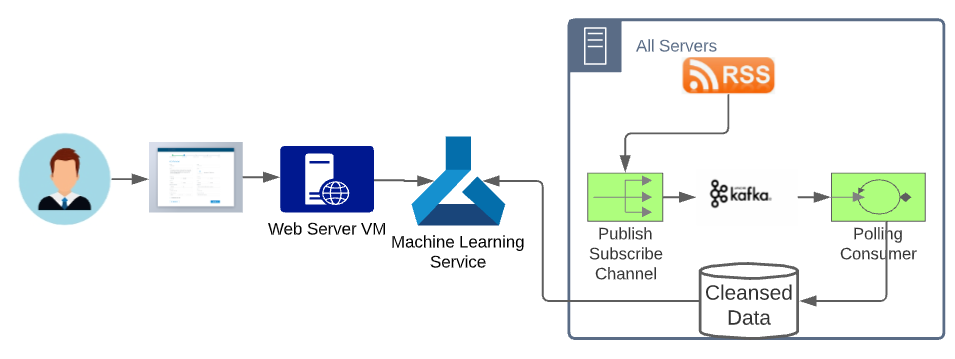 All Servers
RSS
kafka.
Web Server VM
Machine Learning
Service
Publish
Subscribe
Channel
Polling
Consumer
Cleansed
Data